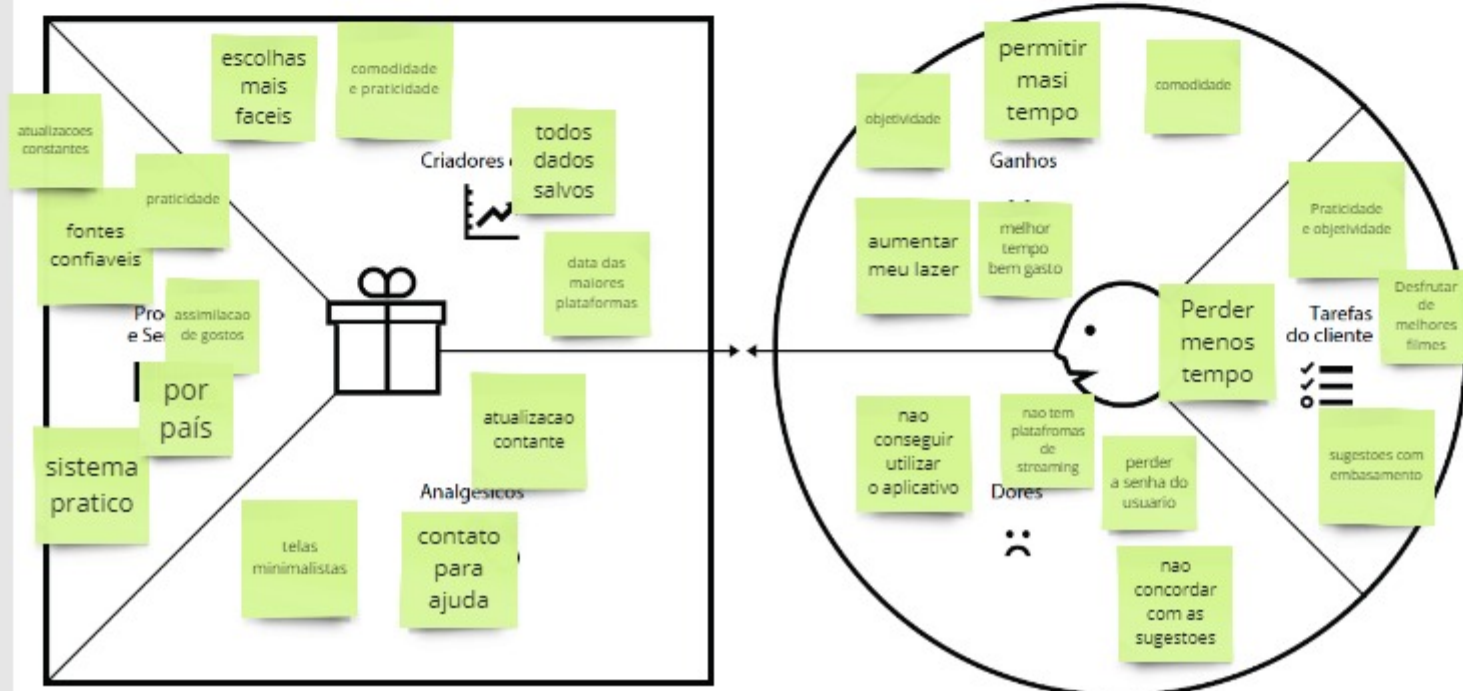 escolhas
mais
faceis
comodidade
e praticidade
atualizacoes
constantes
praticidade
fontes
confiaveis
Criadores
todos
dados
salvos
data das
maiores
plataformas
Pro
e Se
assimilacao
de gostos
por
país
sistema
pratico
atualizacao
contante
Analgésicos
telas
minimalistas
contato
para
ajuda
permitir
masi
tempo
comodidade
objetividade
Ganhos
aumentar
meu lazer
melhor
tempo
bem gasto
Praticidade
e objetividade
Perder
menos
tempo
Tarefas
do cliente
Desfrutar
de
melhores
filmes
sugestoes com
embasamento
nao
conseguir
utilizar
o aplicativo
nao tem
platafromas
de
streaming
perder
a senha do
usuario
Dores
nao
concordar
com as
sugestoes